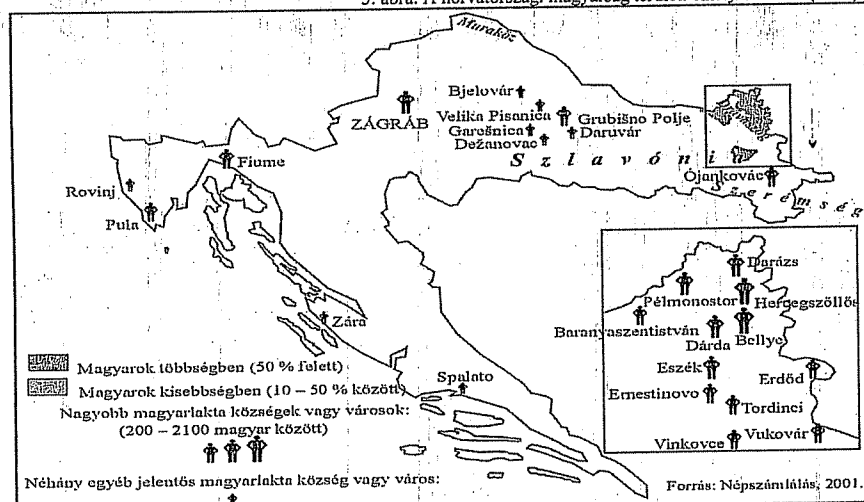 Muraköz
Bjelovár
ZÁGRÁB
Velika Pisanica
Grubišno Polje
Garešnica
Daruvár
Dežanovac
Szlavónia
Fiume
Ójankovác
Szerémség
Rovinj
Pula
Darázs
Pélmonostor
Hercegszöllős
Zára
Baranyaszentistván
Dárda
Bellye
Magyarok többségben (50 % felett)
Eszék
Erdőd
Magyarok kisebbségben (10 – 50 % között)
Spalato
Ernestinovo
Nagyobb magyarlakta községek vagy városok:
Tordinci
(200 – 2100 magyar között)
Vinkovce
Vukovár
Néhány egyéb jelentős magyarlakta község vagy város:
Forrás: Népszámlálás, 2001.